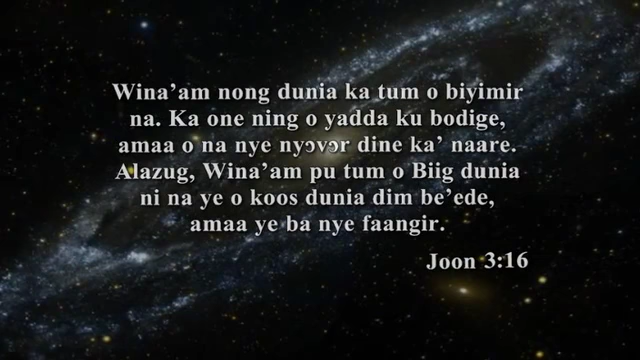 Wina’am nong dunia ka tum o biyimir
na. Ka one ning o yadda ku bodige,
amaa o na nye nyɔvɔr dine ka’ naare.
Alazug, Wina’am pu tum o Biig dunia
ni na ye o koos dunia dim be’ede,
amaa ye ba nye faangir.
Joon 3:16